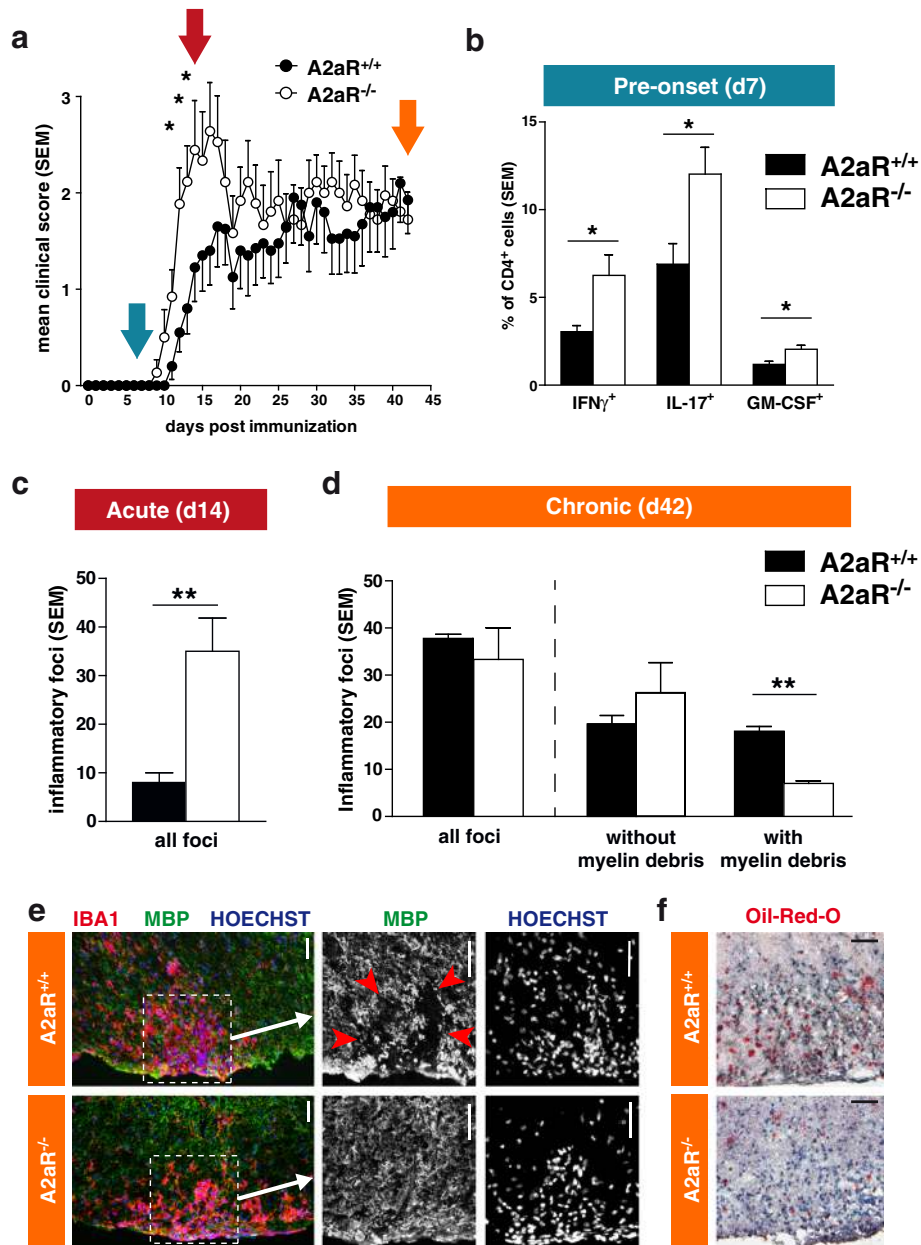 a
A2aR+/+
A2aR-/-
* * *
3
2
1
0
mean clinical score (SEM)
0 5 10 15 20 25 30 35 40 45
days post immunization
b
Pre-onset (d7)
A2aR+/+
A2aR-/-
* * *
15
10
5
0
% of CD4+ cells (SEM)
IFNγ+ IL-17+ GM-CSF+
c
Acute (d14)
**
50
40
30
20
10
0
inflammatory foci (SEM)
all foci
d
Chronic (d42)
A2aR+/+
A2aR-/-
**
50
40
30
20
10
0
Inflammatory foci (SEM)
all foci
without
myelin debris
with
myelin debris
e
IBA1 MBP HOECHST
MBP
HOECHST
A2aR+/+
A2aR-/-
f
Oil-Red-O
A2aR+/+
A2aR-/-